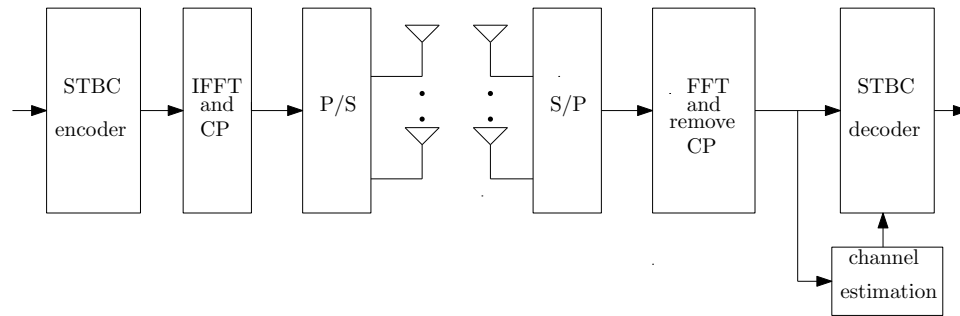 STBC
encoder
IFFT
and
CP
P/S
S/P
FFT
and
remove
CP
STBC
decoder
channel
estimation